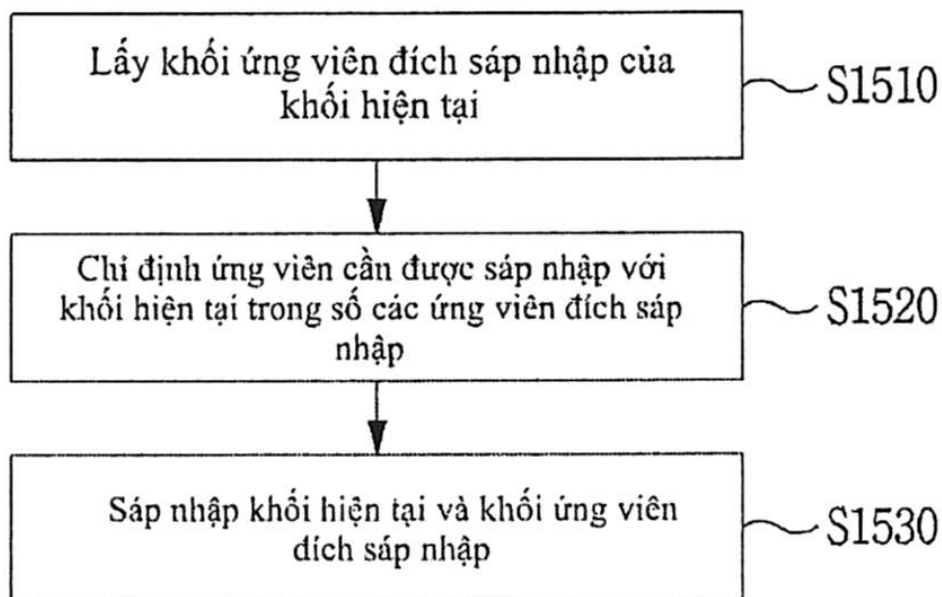 Lấy khối ứng viên đích sáp nhập của
khối hiện tại
S1510
Chỉ định ứng viên cần được sáp nhập với
khối hiện tại trong số các ứng viên đích sáp
nhập
S1520
Sáp nhập khối hiện tại và khối ứng viên
đích sáp nhập
S1530